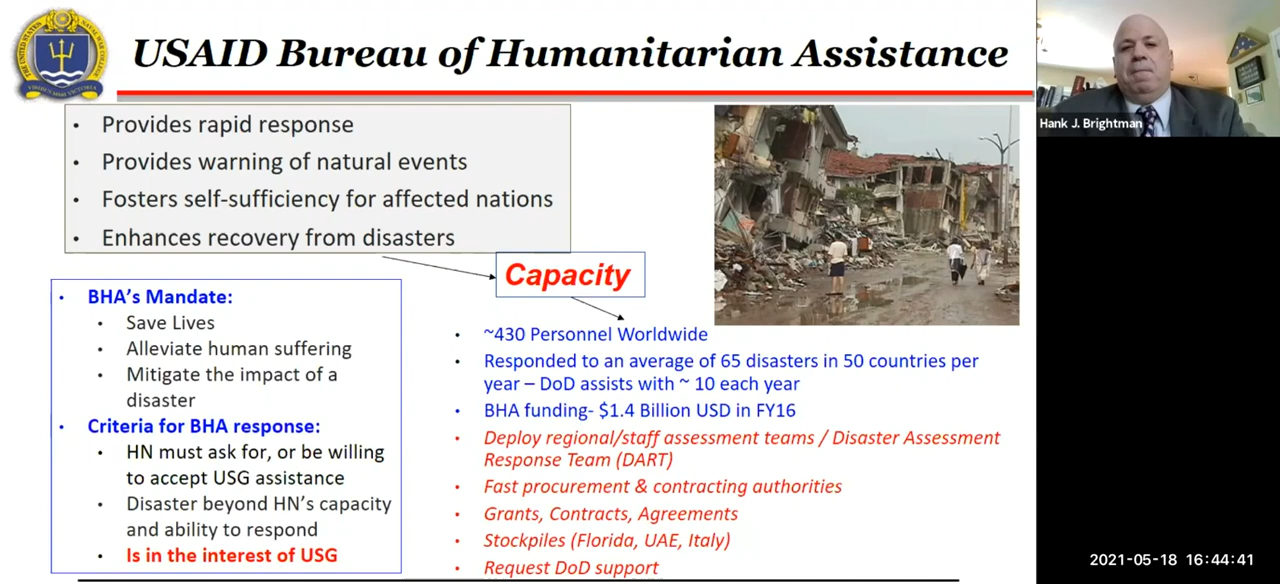 USAID Bureau of Humanitarian Assistance
• Provides rapid response
• Provides warning of natural events
• Fosters self-sufficiency for affected nations
• Enhances recovery from disasters
Capacity
• BHA's Mandate:
• Save Lives
• Alleviate human suffering
• Mitigate the impact of a
disaster
• Criteria for BHA response:
• HN must ask for, or be willing
to accept USG assistance
• Disaster beyond HN's capacity
and ability to respond
• Is in the interest of USG
• ~430 Personnel Worldwide
• Responded to an average of 65 disasters in 50 countries per
year – DoD assists with ~ 10 each year
• BHA funding- $1.4 Billion USD in FY16
• Deploy regional/staff assessment teams / Disaster Assessment
Response Team (DART)
• Fast procurement & contracting authorities
• Grants, Contracts, Agreements
• Stockpiles (Florida, UAE, Italy)
• Request DoD support
Hank J. Brightman
2021-05-18 16:44:41